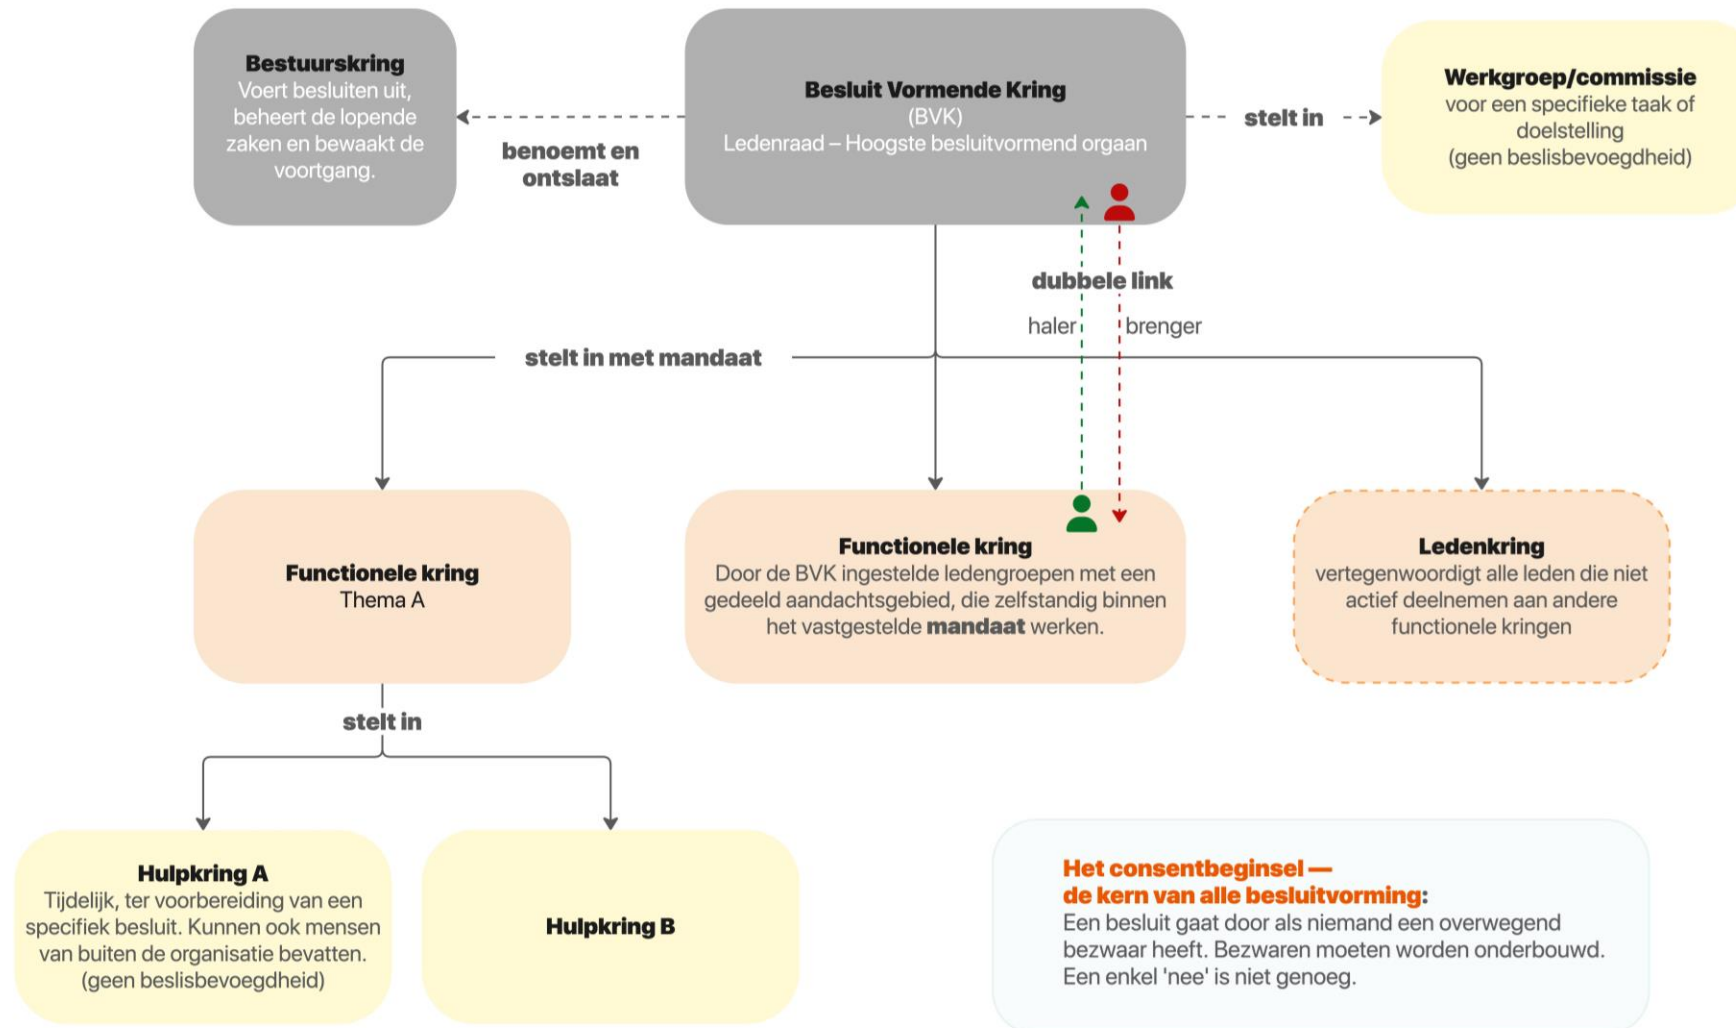 Bestuurskring
Voert besluiten uit,
beheert de lopende
zaken en bewaakt de
voortgang.
benoemt en
ontslaat
Besluit Vormende Kring
(BVK)
Ledenraad – Hoogste besluitvormend orgaan
stelt in
Werkgroep/commissie
voor een specifieke taak of
doelstelling
(geen beslisbevoegdheid)
dubbele link
haler
brenger
stelt in met mandaat
Functionele kring
Thema A
Functionele kring
Door de BVK ingestelde ledengroepen met een
gedeeld aandachtsgebied, die zelfstandig binnen
het vastgestelde mandaat werken.
Ledenkring
vertegenwoordigt alle leden die niet
actief deelnemen aan andere
functionele kringen
stelt in
Hulpkring A
Tijdelijk, ter voorbereiding van een
specifiek besluit. Kunnen ook mensen
van buiten de organisatie bevatten.
(geen beslisbevoegdheid)
Hulpkring B
Het consentbeginsel —
de kern van alle besluitvorming:
Een besluit gaat door als niemand een overwegend
bezwaar heeft. Bezwaren moeten worden onderbouwd.
Een enkel 'nee' is niet genoeg.